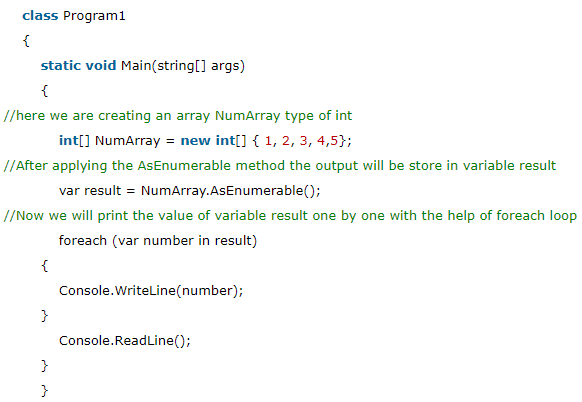 class Program1
{
static void Main(string[] args)
{
//here we are creating an array NumArray type of int
int[] NumArray = new int[] { 1, 2, 3, 4,5};
//After applying the AsEnumerable method the output will be store in variable result
var result = NumArray.AsEnumerable();
//Now we will print the value of variable result one by one with the help of foreach loop
foreach (var number in result)
{
Console.WriteLine(number);
}
Console.ReadLine();
}
}